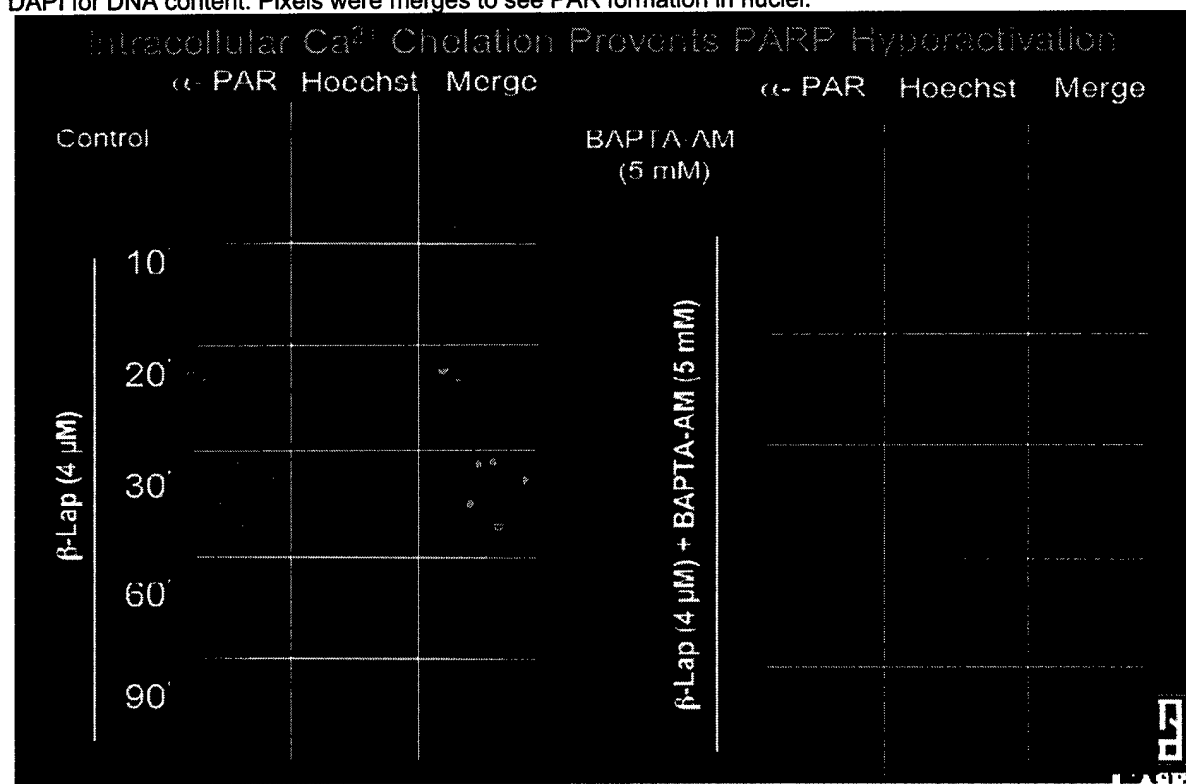 DAPI for DNA content. Pixels were merges to see PAR formation in nuclei.
Intracellular Ca2+ Chelation Prevents PARP Hyperactivation
α- PAR Hoechst Merge
α- PAR Hoechst Merge
Control
BAPTA-AM
(5 mM)
β-Lap (4 μM)
10'
20'
30'
60'
90'
β-Lap (4 μM) + BAPTA-AM (5 mM)